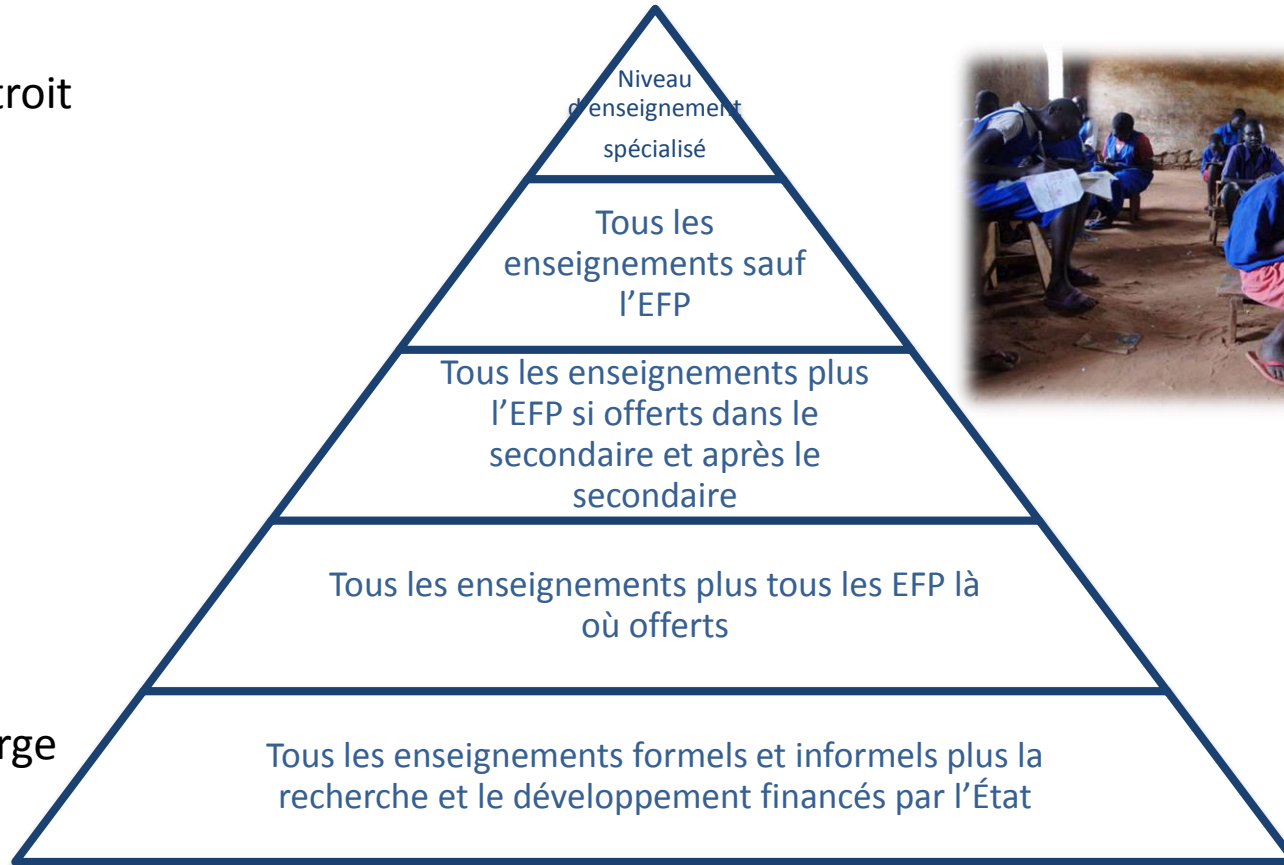 troit
Niveau
d'enseignement
spécialisé
Tous les
enseignements sauf
l'EFP
Tous les enseignements plus
l'EFP si offerts dans le
secondaire et après le
secondaire
Tous les enseignements plus tous les EFP là
où offerts
rge
Tous les enseignements formels et informels plus la
recherche et le développement financés par l'État